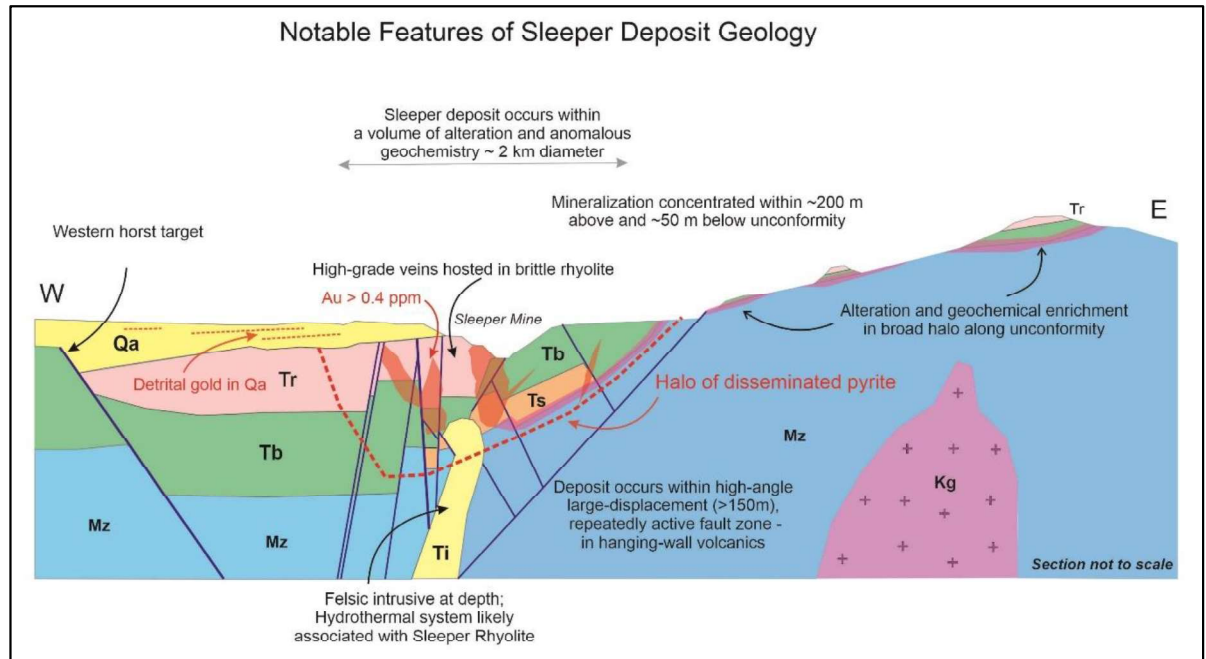 Notable Features of Sleeper Deposit Geology
Sleeper deposit occurs within
a volume of alteration and anomalous
geochemistry ~ 2 km diameter
Mineralization concentrated within ~200 m
above and ~50 m below unconformity
Tr
E
Western horst target
High-grade veins hosted in brittle rhyolite
W
Au > 0.4 ppm
Sleeper Mine
Alteration and geochemical enrichment
in broad halo along unconformity
Qa
Tb
Detrital gold in Qa
Tr
Halo of disseminated pyrite
Ts
Mz
Tb
Kg
Deposit occurs within high-angle
large-displacement (>150m),
repeatedly active fault zone -
in hanging-wall volcanics
Mz
Mz
Ti
Section not to scale
Felsic intrusive at depth;
Hydrothermal system likely
associated with Sleeper Rhyolite